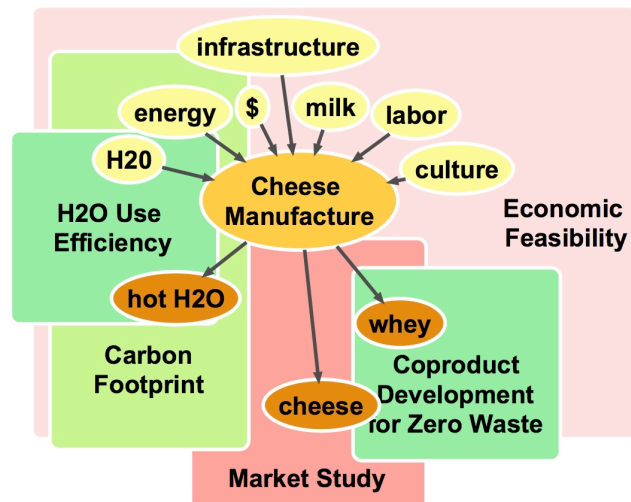 infrastructure
energy
$
milk
labor
H20
culture
Cheese
Manufacture
H2O Use
Efficiency
Economic
Feasibility
hot H2O
whey
Carbon
Footprint
Coproduct
Development
for Zero Waste
cheese
Market Study